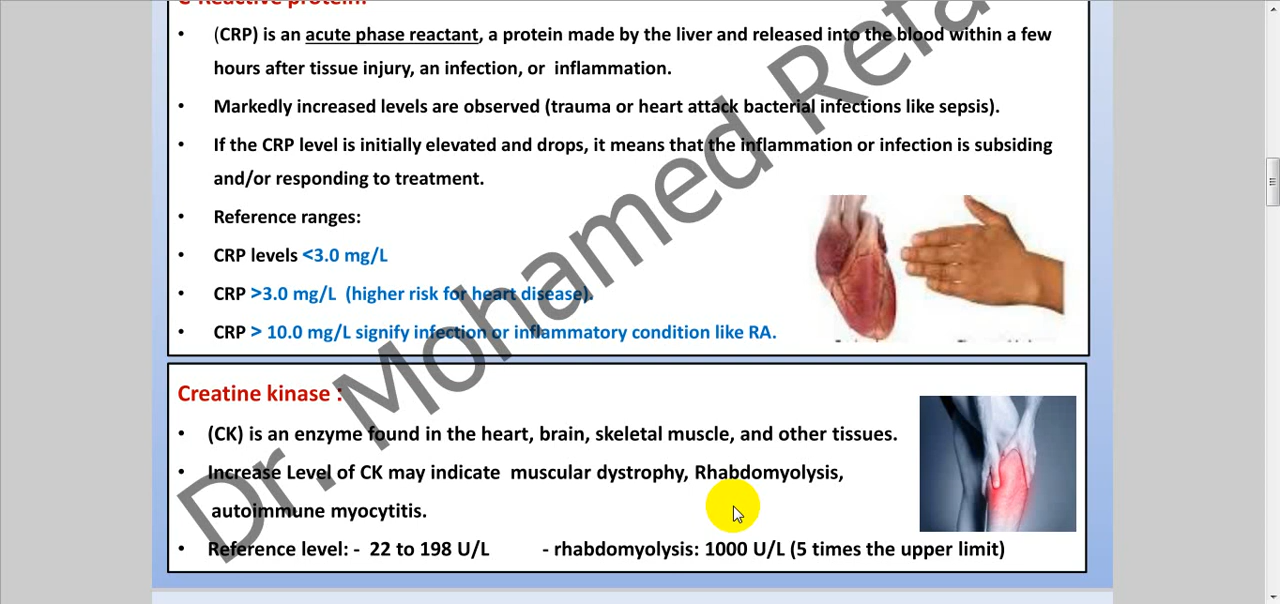 C-Reactive protein:
• (CRP) is an acute phase reactant, a protein made by the liver and released into the blood within a few
hours after tissue injury, an infection, or inflammation.
• Markedly increased levels are observed (trauma or heart attack bacterial infections like sepsis).
• If the CRP level is initially elevated and drops, it means that the inflammation or infection is subsiding
and/or responding to treatment.
• Reference ranges:
• CRP levels <3.0 mg/L
• CRP >3.0 mg/L (higher risk for heart disease).
• CRP > 10.0 mg/L signify infection or inflammatory condition like RA.
Creatine kinase :
• (CK) is an enzyme found in the heart, brain, skeletal muscle, and other tissues.
• Increase Level of CK may indicate muscular dystrophy, Rhabdomyolysis,
autoimmune myocytitis.
• Reference level: - 22 to 198 U/L - rhabdomyolysis: 1000 U/L (5 times the upper limit)
Dr. Mohamed